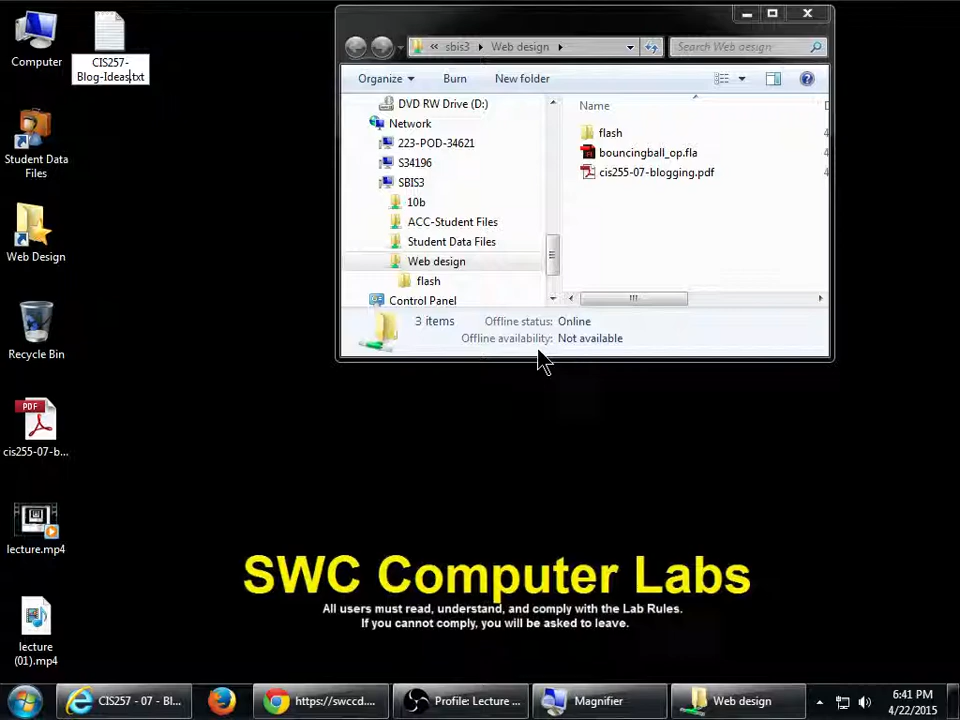 Computer
CIS257-
Blog-Ideas.txt
Student Data
Files
Web Design
Recycle Bin
PDF
cis255-07-b...
lecture.mp4
lecture
(01).mp4
« sbis3 Web design
Search Web design
Organize Burn New folder
DVD RW Drive (D:)
Network
223-POD-34621
S34196
SBIS3
10b
ACC-Student Files
Student Data Files
Web design
flash
Control Panel
Name
flash 4
bouncingball_op.fla 4
cis255-07-blogging.pdf 4
3 items Offline status: Online
Offline availability: Not available
SWC Computer Labs
All users must read, understand, and comply with the Lab Rules.
If you cannot comply, you will be asked to leave.
CIS257 - 07 - Bl... https://swccd.... Profile: Lecture ... Magnifier Web design
6:41 PM
4/22/2015